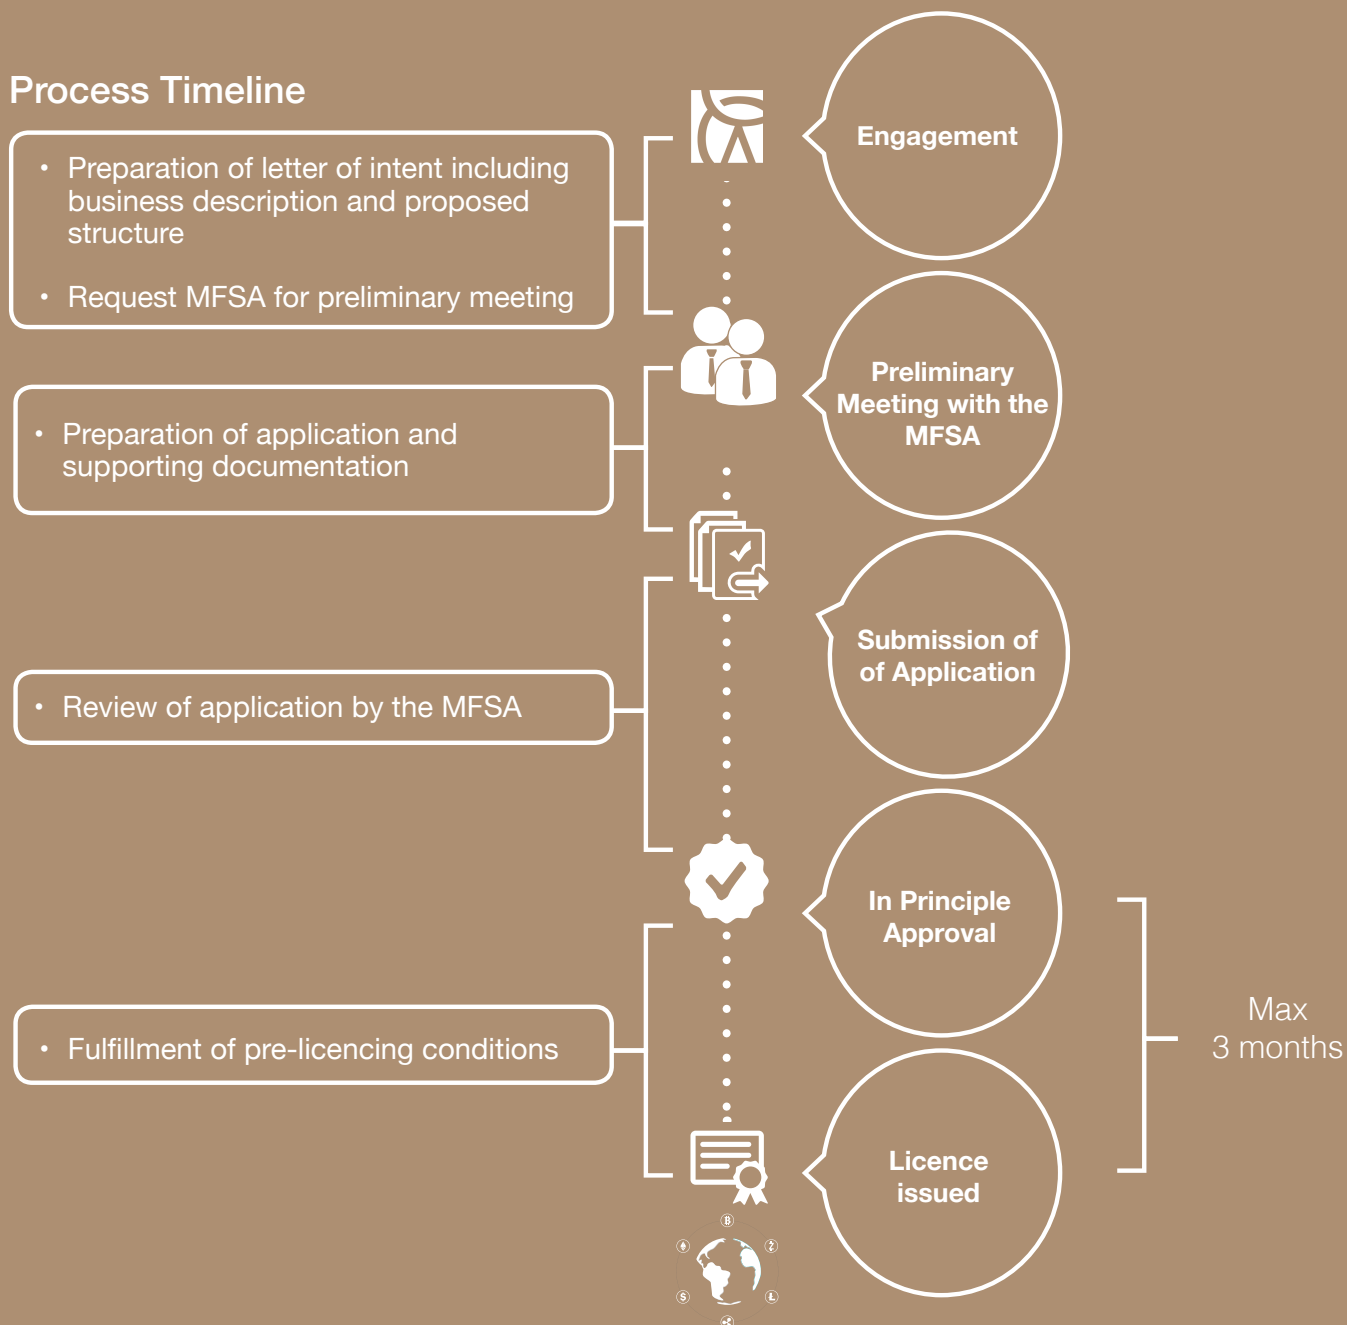 Process Timeline
Engagement
• Preparation of letter of intent including
business description and proposed
structure
• Request MFSA for preliminary meeting
Preliminary
Meeting with the
MFSA
• Preparation of application and
supporting documentation
Submission of
of Application
• Review of application by the MFSA
In Principle
Approval
Max
3 months
• Fulfillment of pre-licencing conditions
Licence
issued